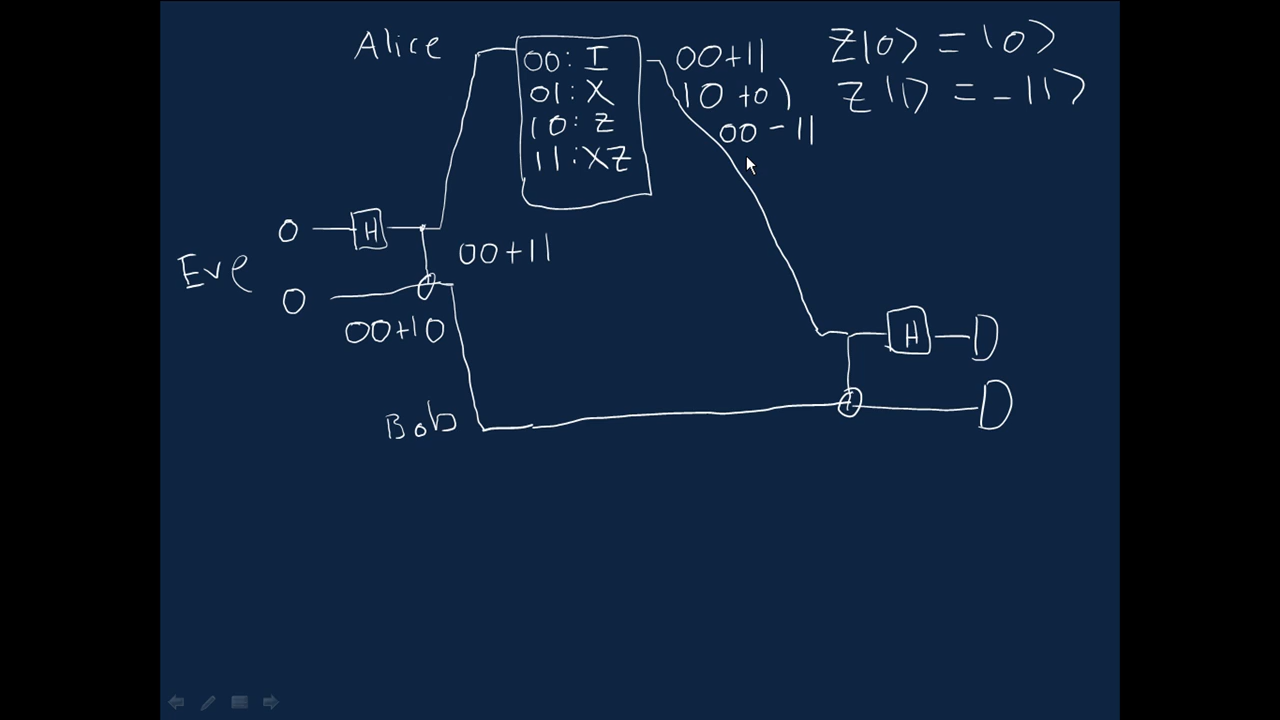 Alice
00: I
01: X
10: Z
11: XZ
00+11
10+01
00-11
Z|0> = |0>
Z|1> = -|1>
Eve
0
0
H
00+11
00+10
Bob
H
D
D